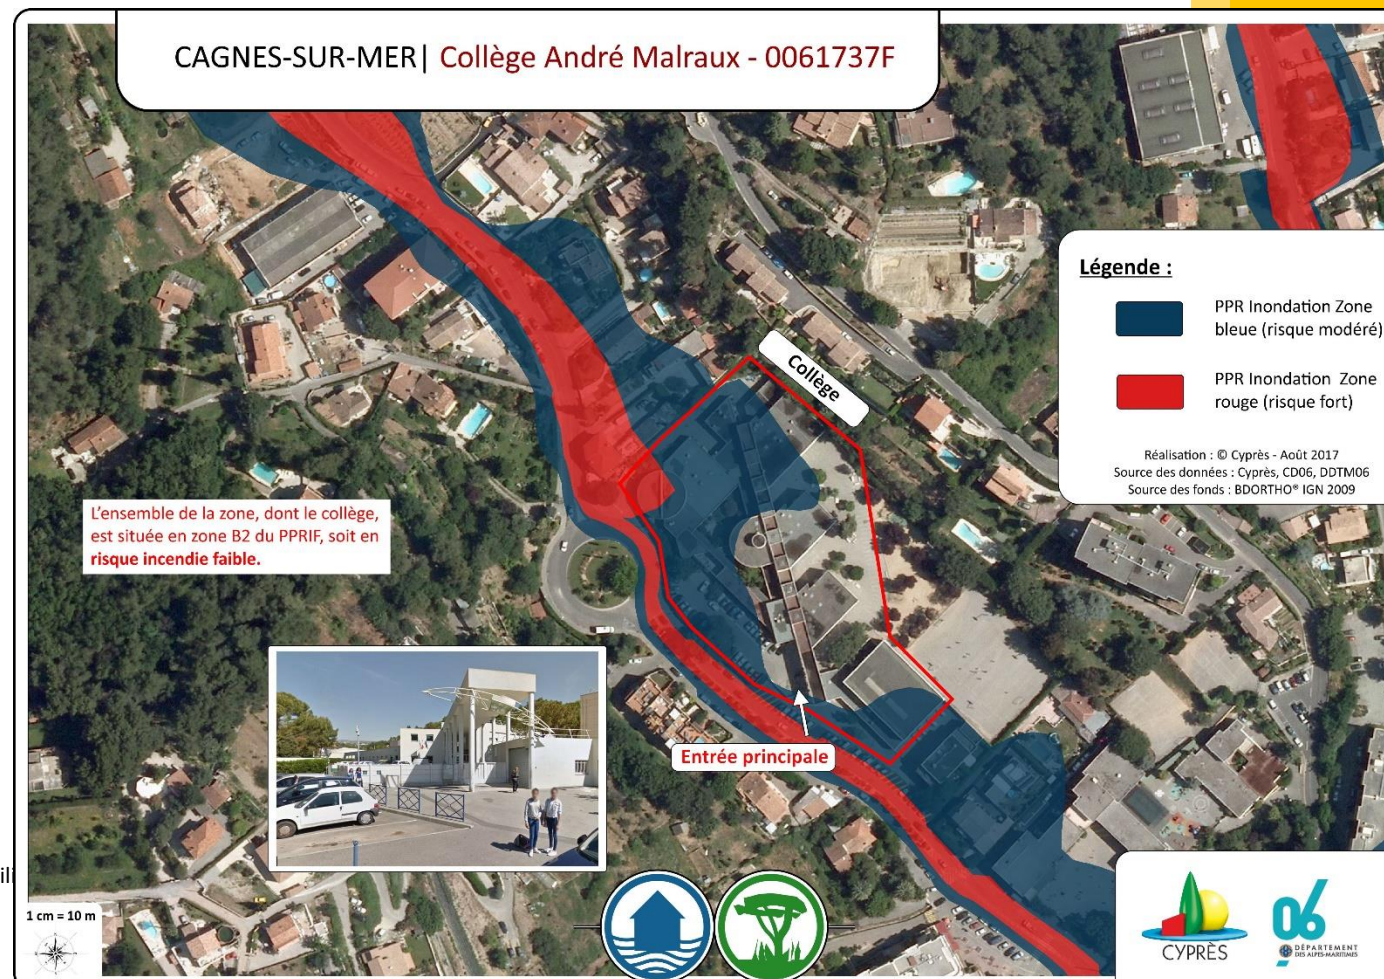 CAGNES-SUR-MER| Collège André Malraux - 0061737F
Légende :
PPR Inondation Zone
bleue (risque modéré)
PPR Inondation Zone
rouge (risque fort)
Réalisation : © Cyprès - Août 2017
Source des données : Cyprès, CD06, DDTM06
Source des fonds : BDORTHO® IGN 2009
Collège
L'ensemble de la zone, dont le collège,
est située en zone B2 du PPRIF, soit en
risque incendie faible.
Entrée principale
1 cm = 10 m
CYPRÈS
06
DÉPARTEMENT
DES ALPES-MARITIMES